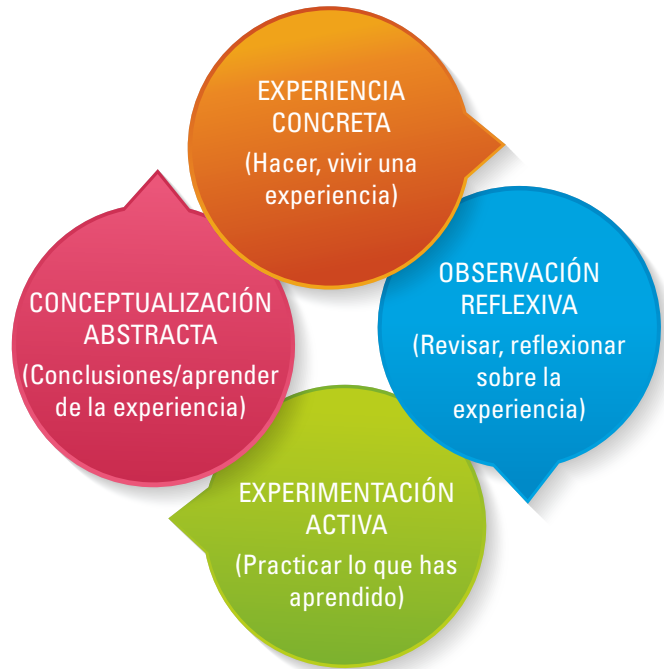 EXPERIENCIA
CONCRETA
(Hacer, vivir una
experiencia)
OBSERVACIÓN
REFLEXIVA
(Revisar, reflexionar
sobre la
experiencia)
EXPERIMENTACIÓN
ACTIVA
(Practicar lo que has
aprendido)
CONCEPTUALIZACIÓN
ABSTRACTA
(Conclusiones/aprender
de la experiencia)